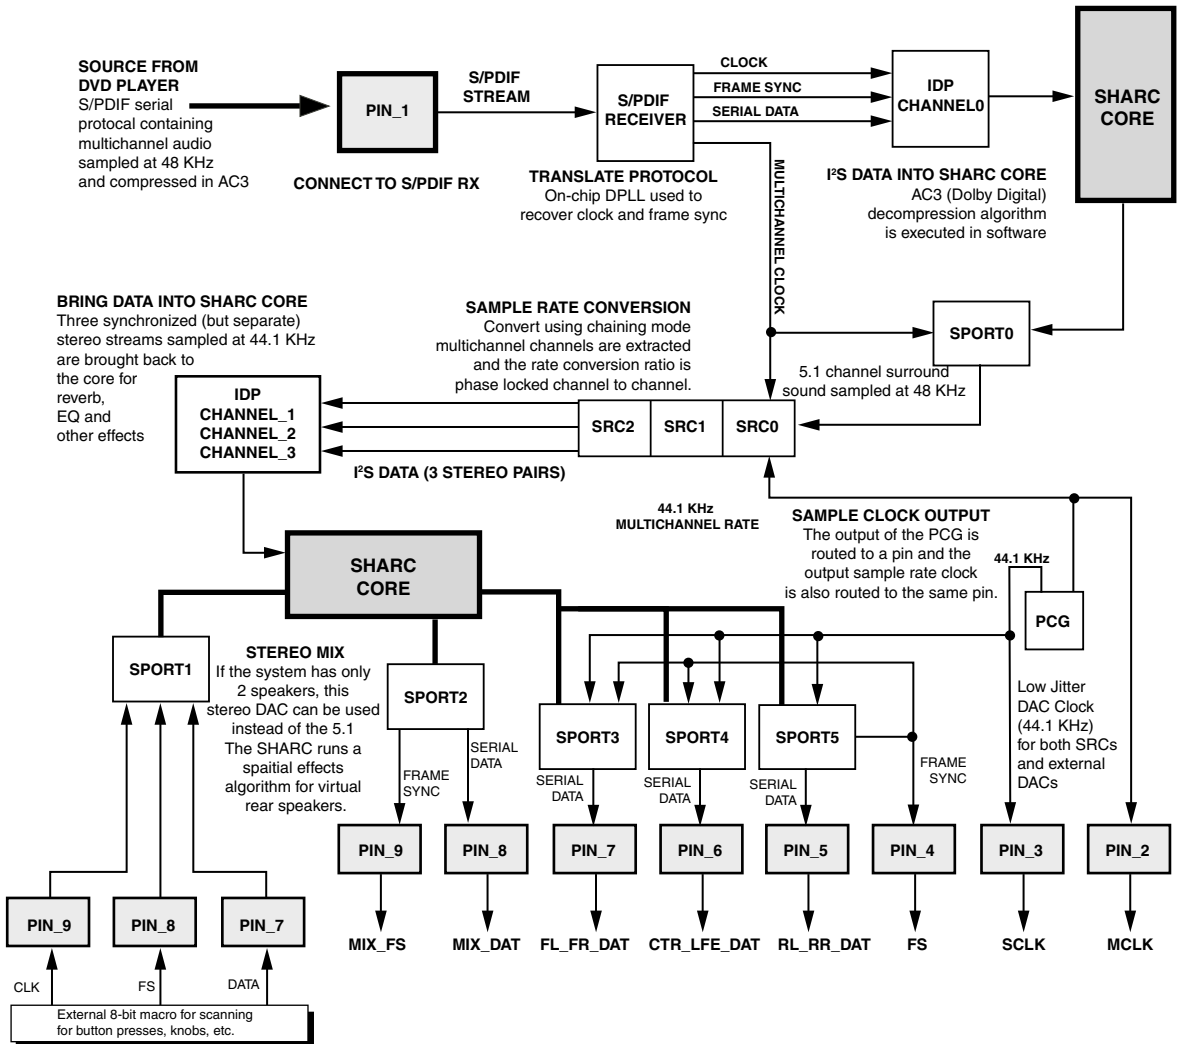 SOURCE FROM
DVD PLAYER
S/PDIF serial
protocal containing
multichannel audio
sampled at 48 KHz
and compressed in AC3
PIN_1
CONNECT TO S/PDIF RX
S/PDIF
STREAM
S/PDIF
RECEIVER
TRANSLATE PROTOCOL
On-chip DPLL used to
recover clock and frame sync
CLOCK
FRAME SYNC
SERIAL DATA
MULTICHANNEL CLOCK
IDP
CHANNEL0
I²S DATA INTO SHARC CORE
AC3 (Dolby Digital)
decompression algorithm
is executed in software
SHARC
CORE
BRING DATA INTO SHARC CORE
Three synchronized (but separate)
stereo streams sampled at 44.1 KHz
are brought back to
the core for
reverb,
EQ and
other effects
IDP
CHANNEL_1
CHANNEL_2
CHANNEL_3
SAMPLE RATE CONVERSION
Convert using chaining mode
multichannel channels are extracted
and the rate conversion ratio is
phase locked channel to channel.
SPORT0
5.1 channel surround
sound sampled at 48 KHz
SRC2
SRC1
SRC0
I²S DATA (3 STEREO PAIRS)
44.1 KHz
MULTICHANNEL RATE
SAMPLE CLOCK OUTPUT
The output of the PCG is
routed to a pin and the
output sample rate clock
is also routed to the same pin.
44.1 KHz
PCG
SHARC
CORE
SPORT1
STEREO MIX
If the system has only
2 speakers, this
stereo DAC can be used
instead of the 5.1
The SHARC runs a
spaitial effects
algorithm for virtual
rear speakers.
SPORT2
SPORT3
SPORT4
SPORT5
Low Jitter
DAC Clock
(44.1 KHz)
for both SRCs
and external
DACs
FRAME
SYNC
SERIAL
DATA
SERIAL
DATA
SERIAL
DATA
SERIAL
DATA
FRAME
SYNC
PIN_9
PIN_8
PIN_7
PIN_6
PIN_5
PIN_4
PIN_3
PIN_2
MIX_FS
MIX_DAT
FL_FR_DAT
CTR_LFE_DAT
RL_RR_DAT
FS
SCLK
MCLK
PIN_9
PIN_8
PIN_7
CLK
FS
DATA
External 8-bit macro for scanning
for button presses, knobs, etc.